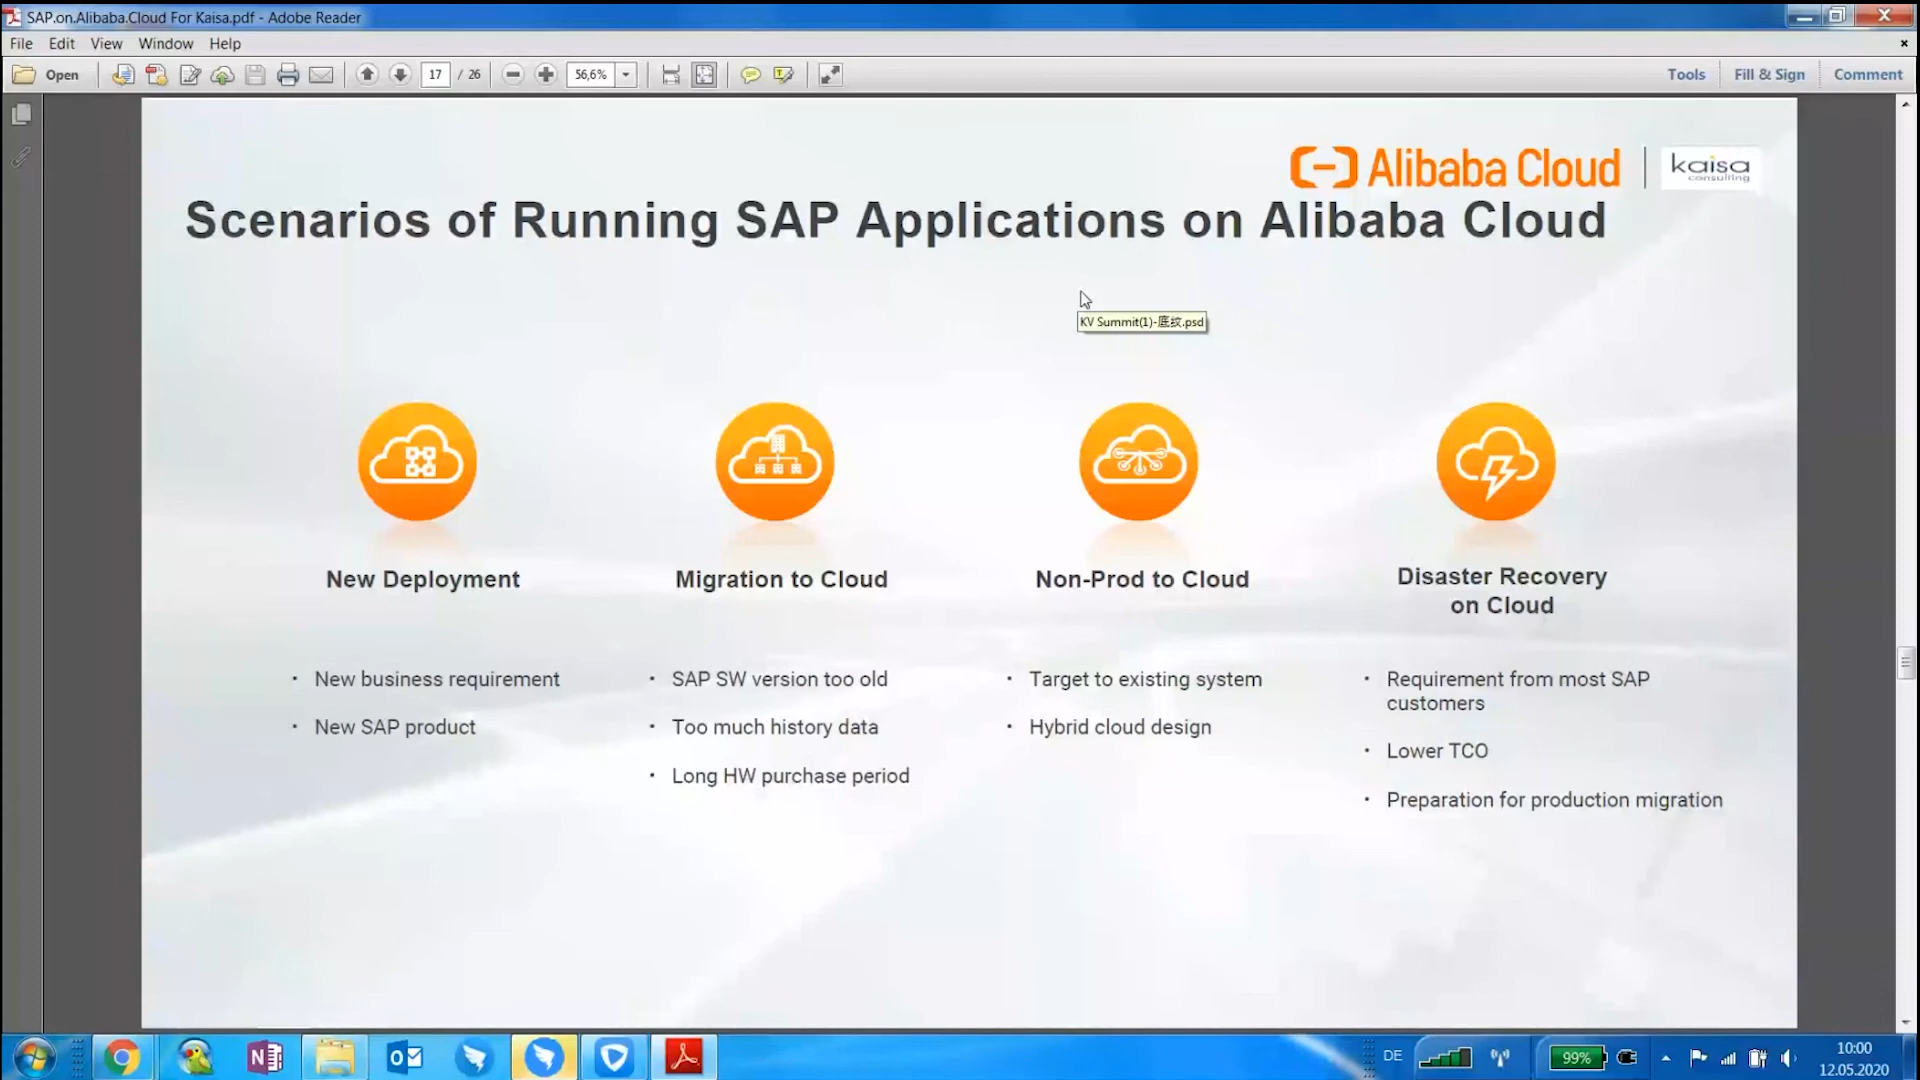 SAP.on.Alibaba.Cloud For Kaisa.pdf - Adobe Reader
File Edit View Window Help
Open 17 / 26 56,6% Tools Fill & Sign Comment
Alibaba Cloud kaisa
consulting
Scenarios of Running SAP Applications on Alibaba Cloud
KV Summit(1)-底纹.psd
New Deployment
· New business requirement
· New SAP product
Migration to Cloud
· SAP SW version too old
· Too much history data
· Long HW purchase period
Non-Prod to Cloud
· Target to existing system
· Hybrid cloud design
Disaster Recovery
on Cloud
· Requirement from most SAP
customers
· Lower TCO
· Preparation for production migration
DE 99% 10:00
12.05.2020